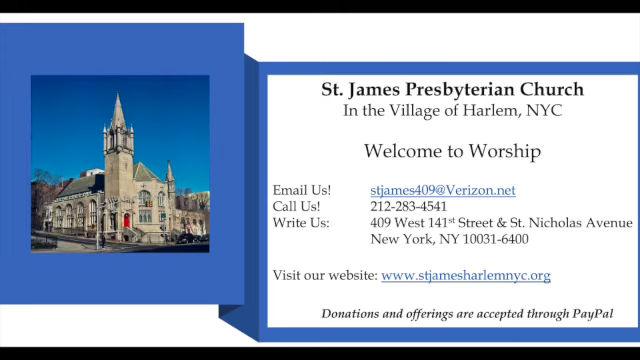 St. James Presbyterian Church
In the Village of Harlem, NYC
Welcome to Worship
Email Us! stjames409@Verizon.net
Call Us! 212-283-4541
Write Us: 409 West 141st Street & St. Nicholas Avenue
New York, NY 10031-6400
Visit our website: www.stjamesharlemnyc.org
Donations and offerings are accepted through PayPal